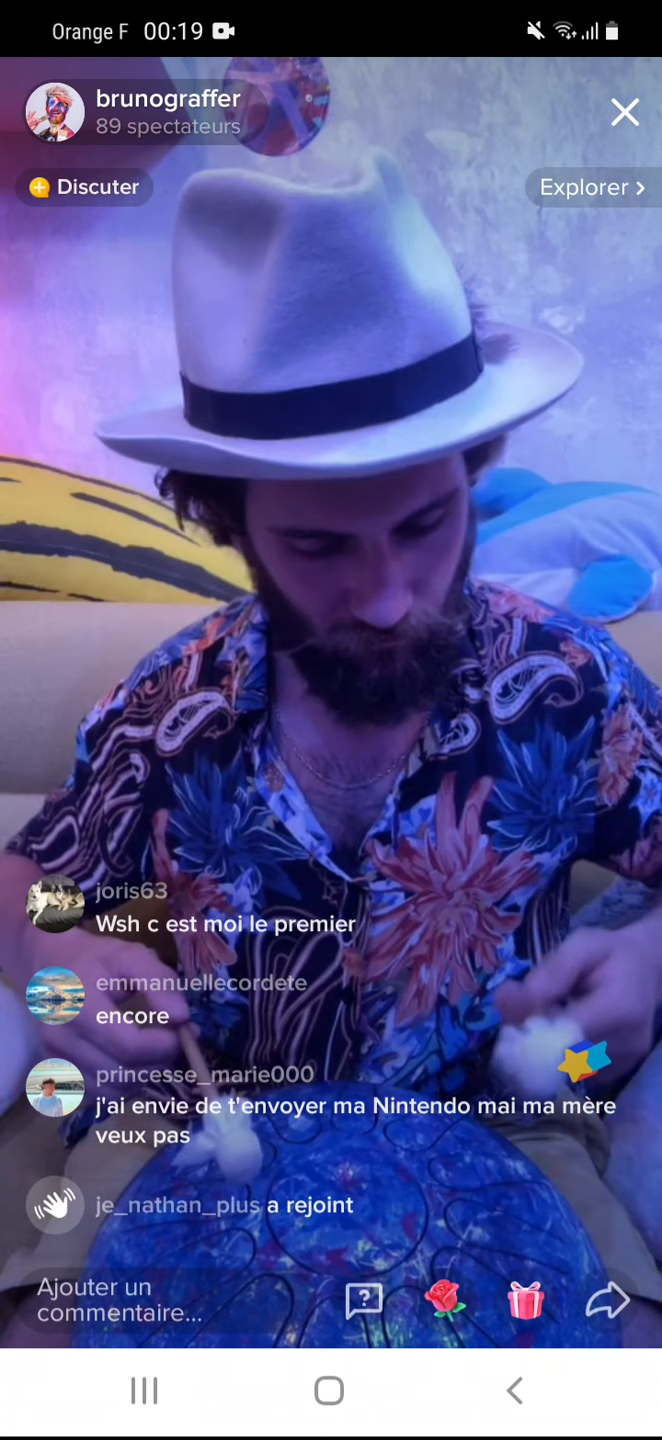 Orange F 00:19
brunograffer
89 spectateurs
Discuter
Explorer >
joris63
Wsh c est moi le premier
emmanuellecordete
encore
princesse_marie000
j'ai envie de t'envoyer ma Nintendo mai ma mère
veux pas
je_nathan_plus a rejoint
Ajouter un
commentaire...